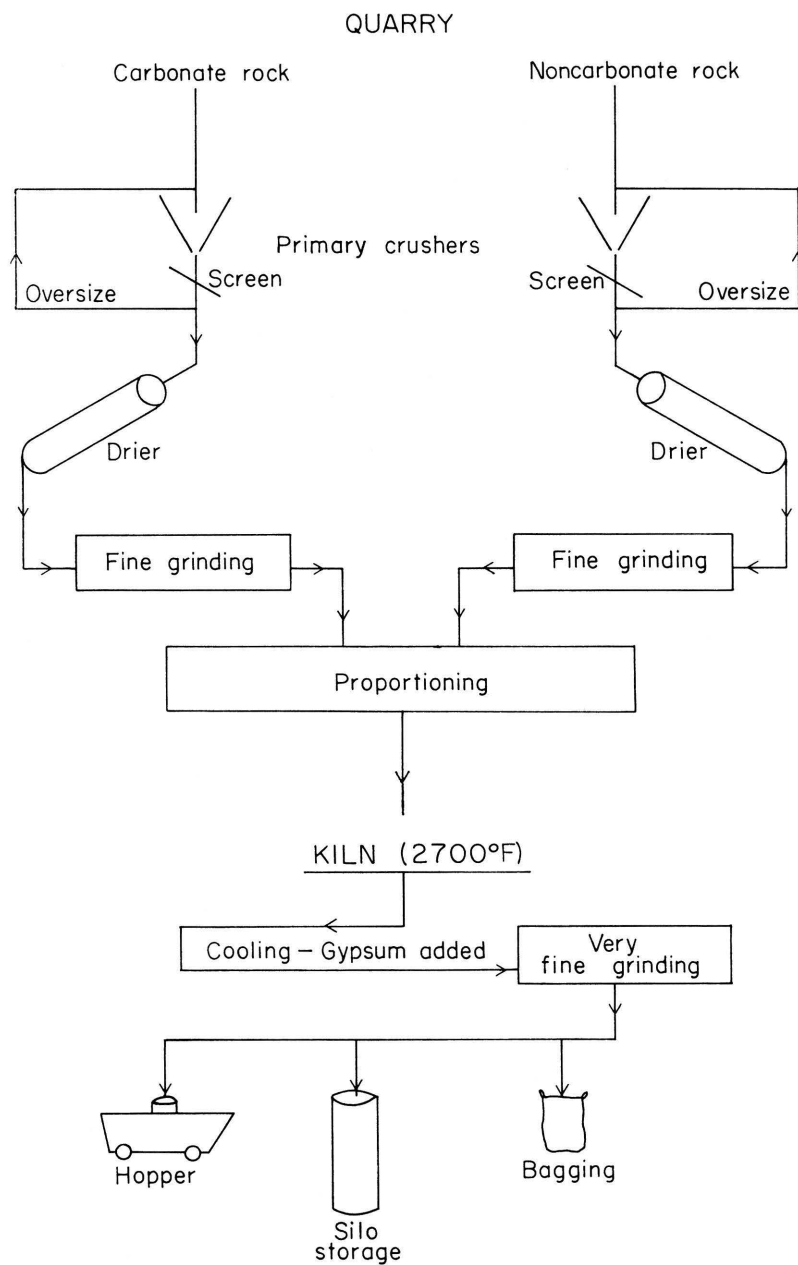 QUARRY
Carbonate rock
Noncarbonate rock
Primary crushers
Screen
Screen
Oversize
Oversize
Drier
Drier
Fine grinding
Fine grinding
Proportioning
KILN (2700°F)
Cooling – Gypsum added
Very
fine grinding
Hopper
Silo
storage
Bagging